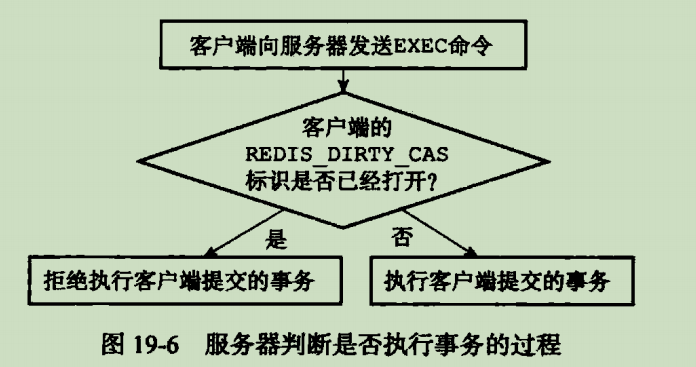 客户端向服务器发送EXEC命令
客户端的
REDIS_DIRTY_CAS
标识是否已经打开?
是
否
拒绝执行客户端提交的事务
执行客户端提交的事务
图 19-6 服务器判断是否执行事务的过程